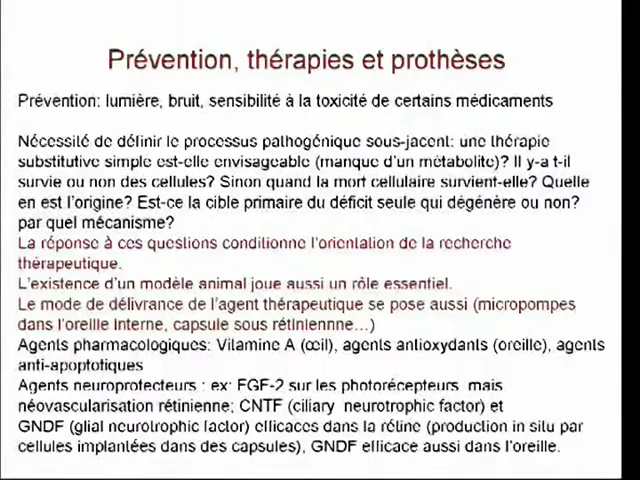 Prévention, thérapies et prothèses
Prévention: lumière, bruit, sensibilité à la toxicité de certains médicaments
Nécessité de définir le processus pathogénique sous-jacent: une thérapie
substitutive simple est-elle envisageable (manque d'un métabolite)? Il y-a t-il
survie ou non des cellules? Sinon quand la mort cellulaire survient-elle? Quelle
en est l'origine? Est-ce la cible primaire du déficit seule qui dégénère ou non?
par quel mécanisme?
La réponse à ces questions conditionne l'orientation de la recherche
thérapeutique.
L'existence d'un modèle animal joue aussi un rôle essentiel.
Le mode de délivrance de l'agent thérapeutique se pose aussi (micropompes
dans l'oreille interne, capsule sous rétiniennne...)
Agents pharmacologiques: Vitamine A (œil), agents antioxydants (oreille), agents
anti-apoptotiques
Agents neuroprotecteurs : ex: FGF-2 sur les photorécepteurs mais
néovascularisation rétinienne; CNTF (ciliary neurotrophic factor) et
GNDF (glial neurotrophic factor) efficaces dans la rétine (production in situ par
cellules implantées dans des capsules), GNDF efficace aussi dans l'oreille.